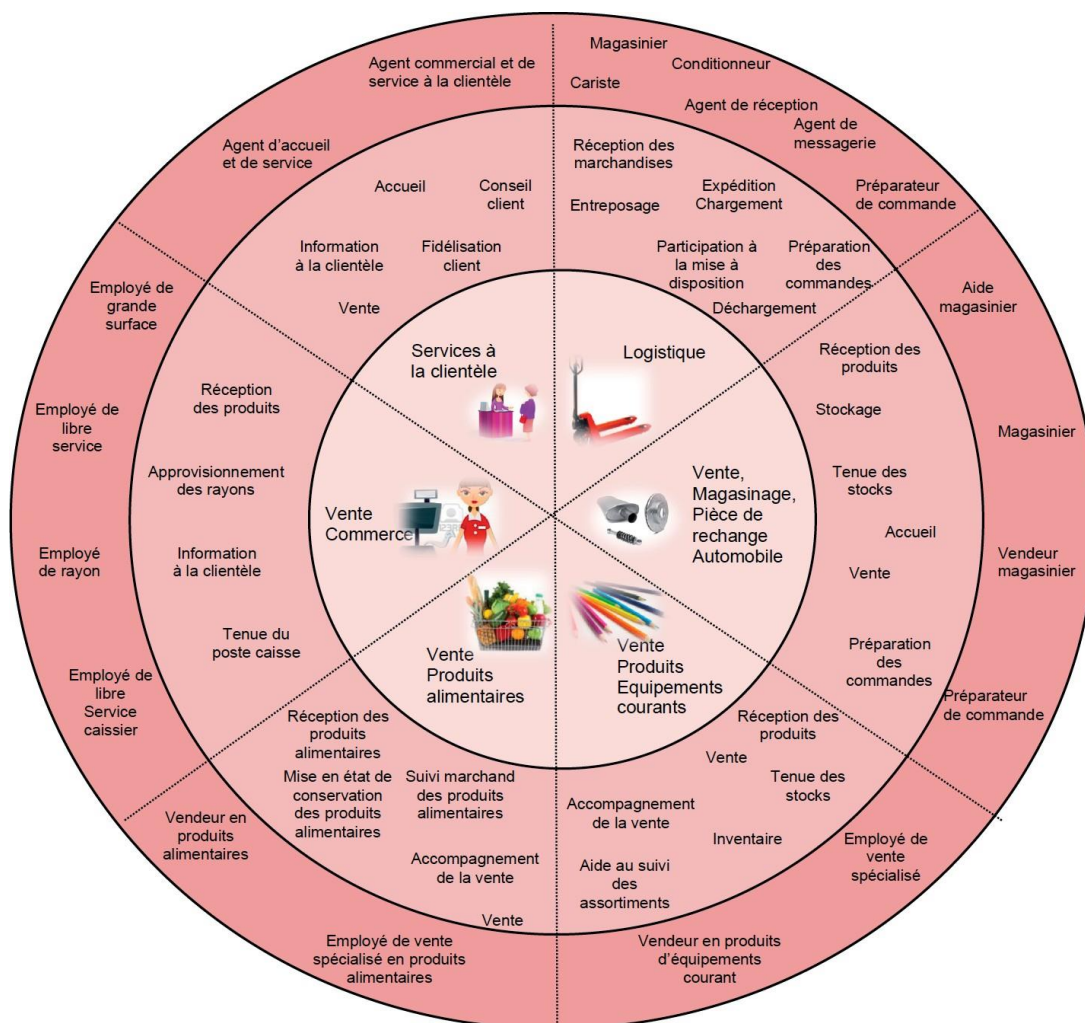 Magasinier
Conditionneur
Cariste
Agent de réception
Agent de
messagerie
Préparateur
de commande
Agent commercial et de
service à la clientèle
Agent d'accueil
et de service
Réception des
marchandises
Expédition
Chargement
Entreposage
Participation à
la mise à
disposition
Préparation
des
commandes
Déchargement
Accueil
Conseil
client
Information
à la clientèle
Fidélisation
client
Vente
Services à
la clientèle
Logistique
Vente,
Magasinage,
Pièce de
rechange
Automobile
Vente
Produits
Equipements
courants
Vente
Produits
alimentaires
Vente
Commerce
Employé de
grande
surface
Employé de
libre
service
Employé
de rayon
Employé
de libre
Service
caissier
Réception
des produits
Approvisionnement
des rayons
Information
à la clientèle
Tenue du
poste caisse
Aide
magasinier
Magasinier
Vendeur
magasinier
Préparateur
de commande
Réception des
produits
Stockage
Tenue des
stocks
Accueil
Vente
Préparation
des
commandes
Réception des
produits
alimentaires
Mise en état de
conservation
des produits
alimentaires
Suivi marchand
des produits
alimentaires
Accompagnement
de la vente
Vente
Vendeur en
produits
alimentaires
Employé de vente
spécialisé en produits
alimentaires
Réception des
produits
Vente
Tenue des
stocks
Accompagnement
de la vente
Inventaire
Aide au suivi
des
assortiments
Employé de
vente
spécialisé
Vendeur en produits
d'équipements
courant